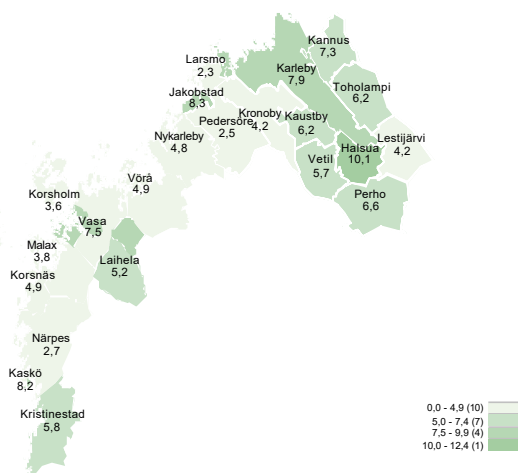 Kannus
7,3
Larsmo
2,3
Karleby
7,9
Toholampi
6,2
Jakobstad
8,3
Kronoby
4,2
Kaustby
6,2
Pedersöre
2,5
Nykarleby
4,8
Lestijärvi
4,2
Halsua
10,1
Vetil
5,7
Vörå
4,9
Perho
6,6
Korsholm
3,6
Vasa
7,5
Malax
3,8
Laihela
5,2
Korsnäs
4,9
Närpes
2,7
Kaskö
8,2
Kristinestad
5,8
0,0 - 4,9 (10)
5,0 - 7,4 (7)
7,5 - 9,9 (4)
10,0 - 12,4 (1)